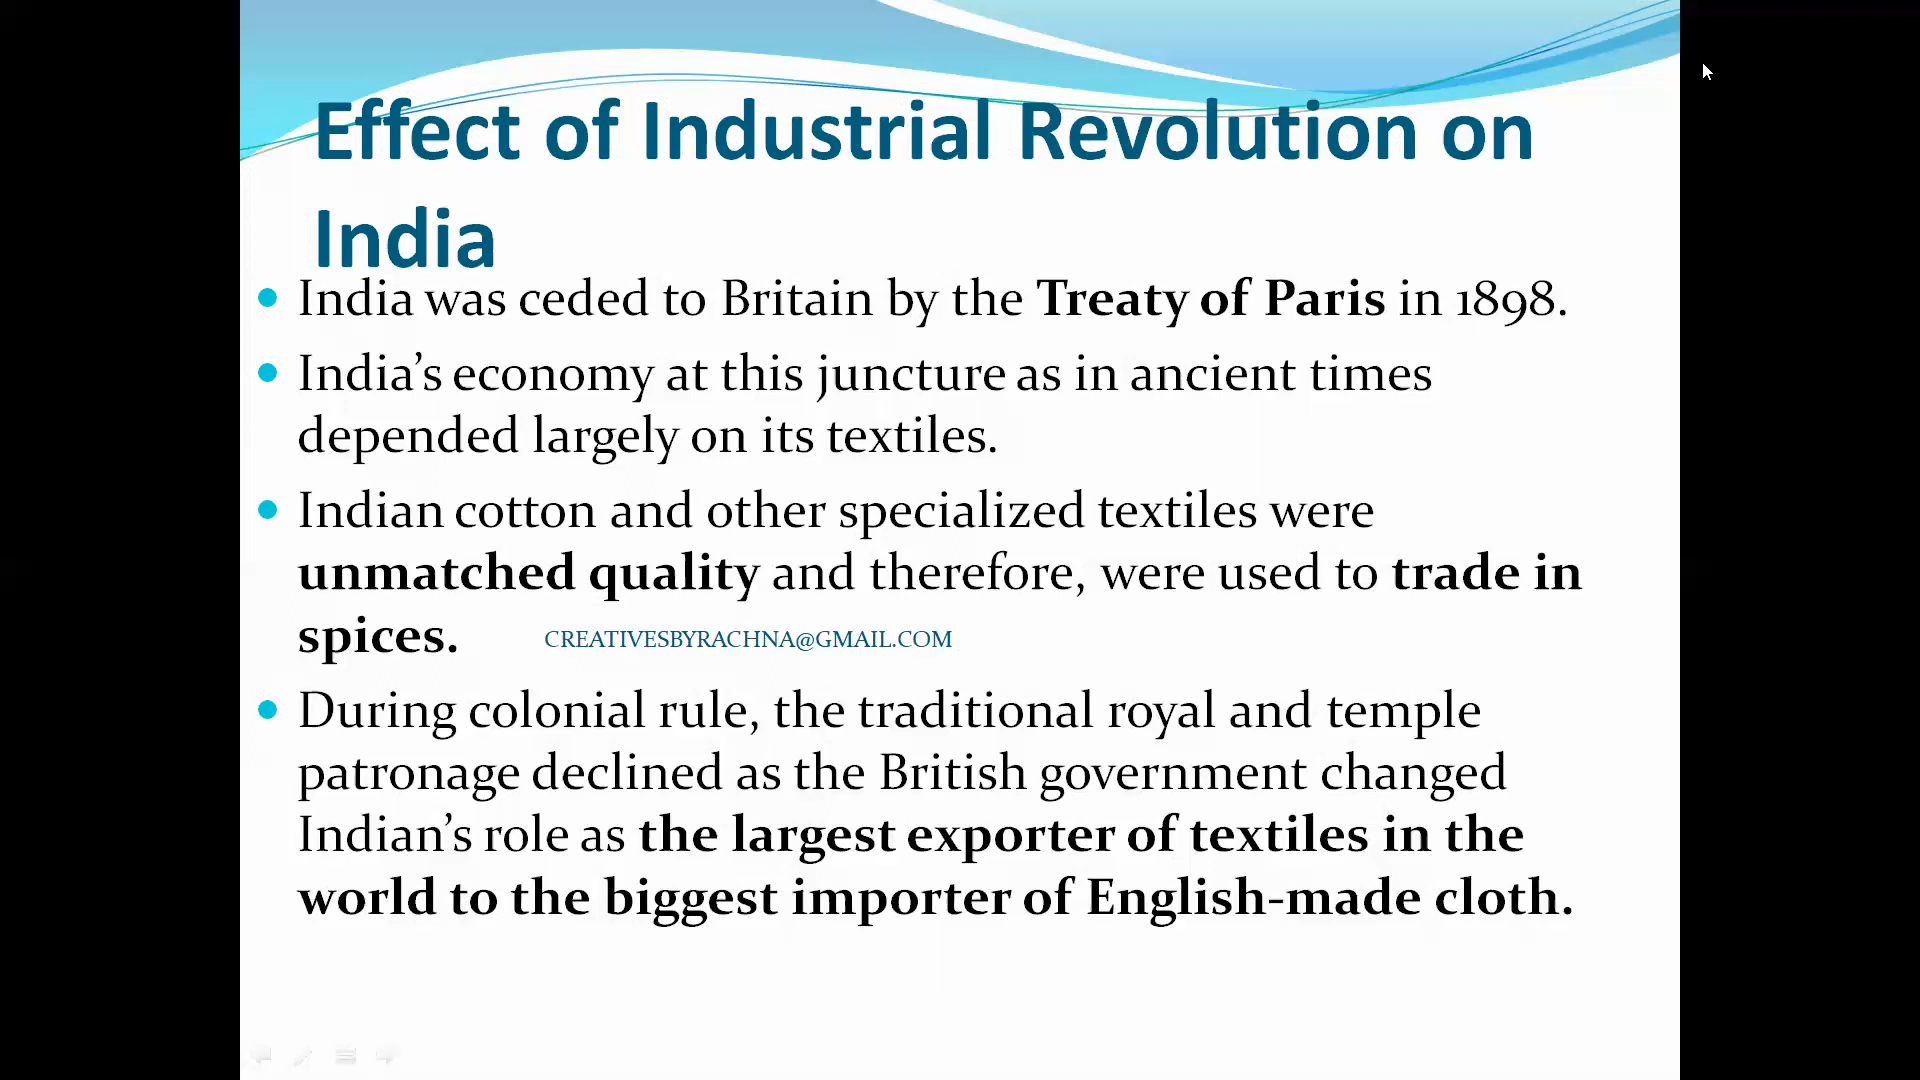 Effect of Industrial Revolution on
India
India was ceded to Britain by the Treaty of Paris in 1898.
India’s economy at this juncture as in ancient times
depended largely on its textiles.
Indian cotton and other specialized textiles were
unmatched quality and therefore, were used to trade in
spices.
CREATIVESBYRACHNA@GMAIL.COM
During colonial rule, the traditional royal and temple
patronage declined as the British government changed
Indian’s role as the largest exporter of textiles in the
world to the biggest importer of English-made cloth.